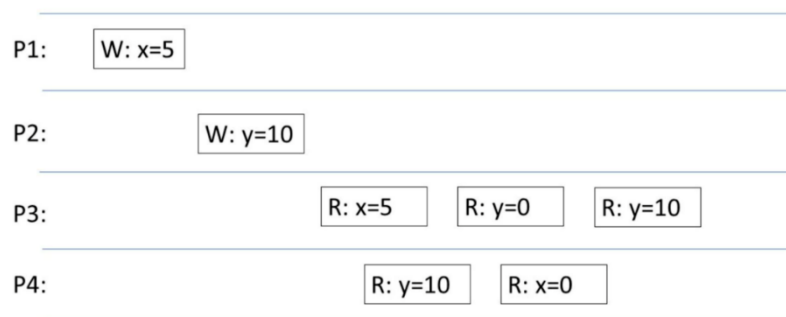 P1: W: x=5
P2: W: y=10
P3: R: x=5 R: y=0 R: y=10
P4: R: y=10 R: x=0